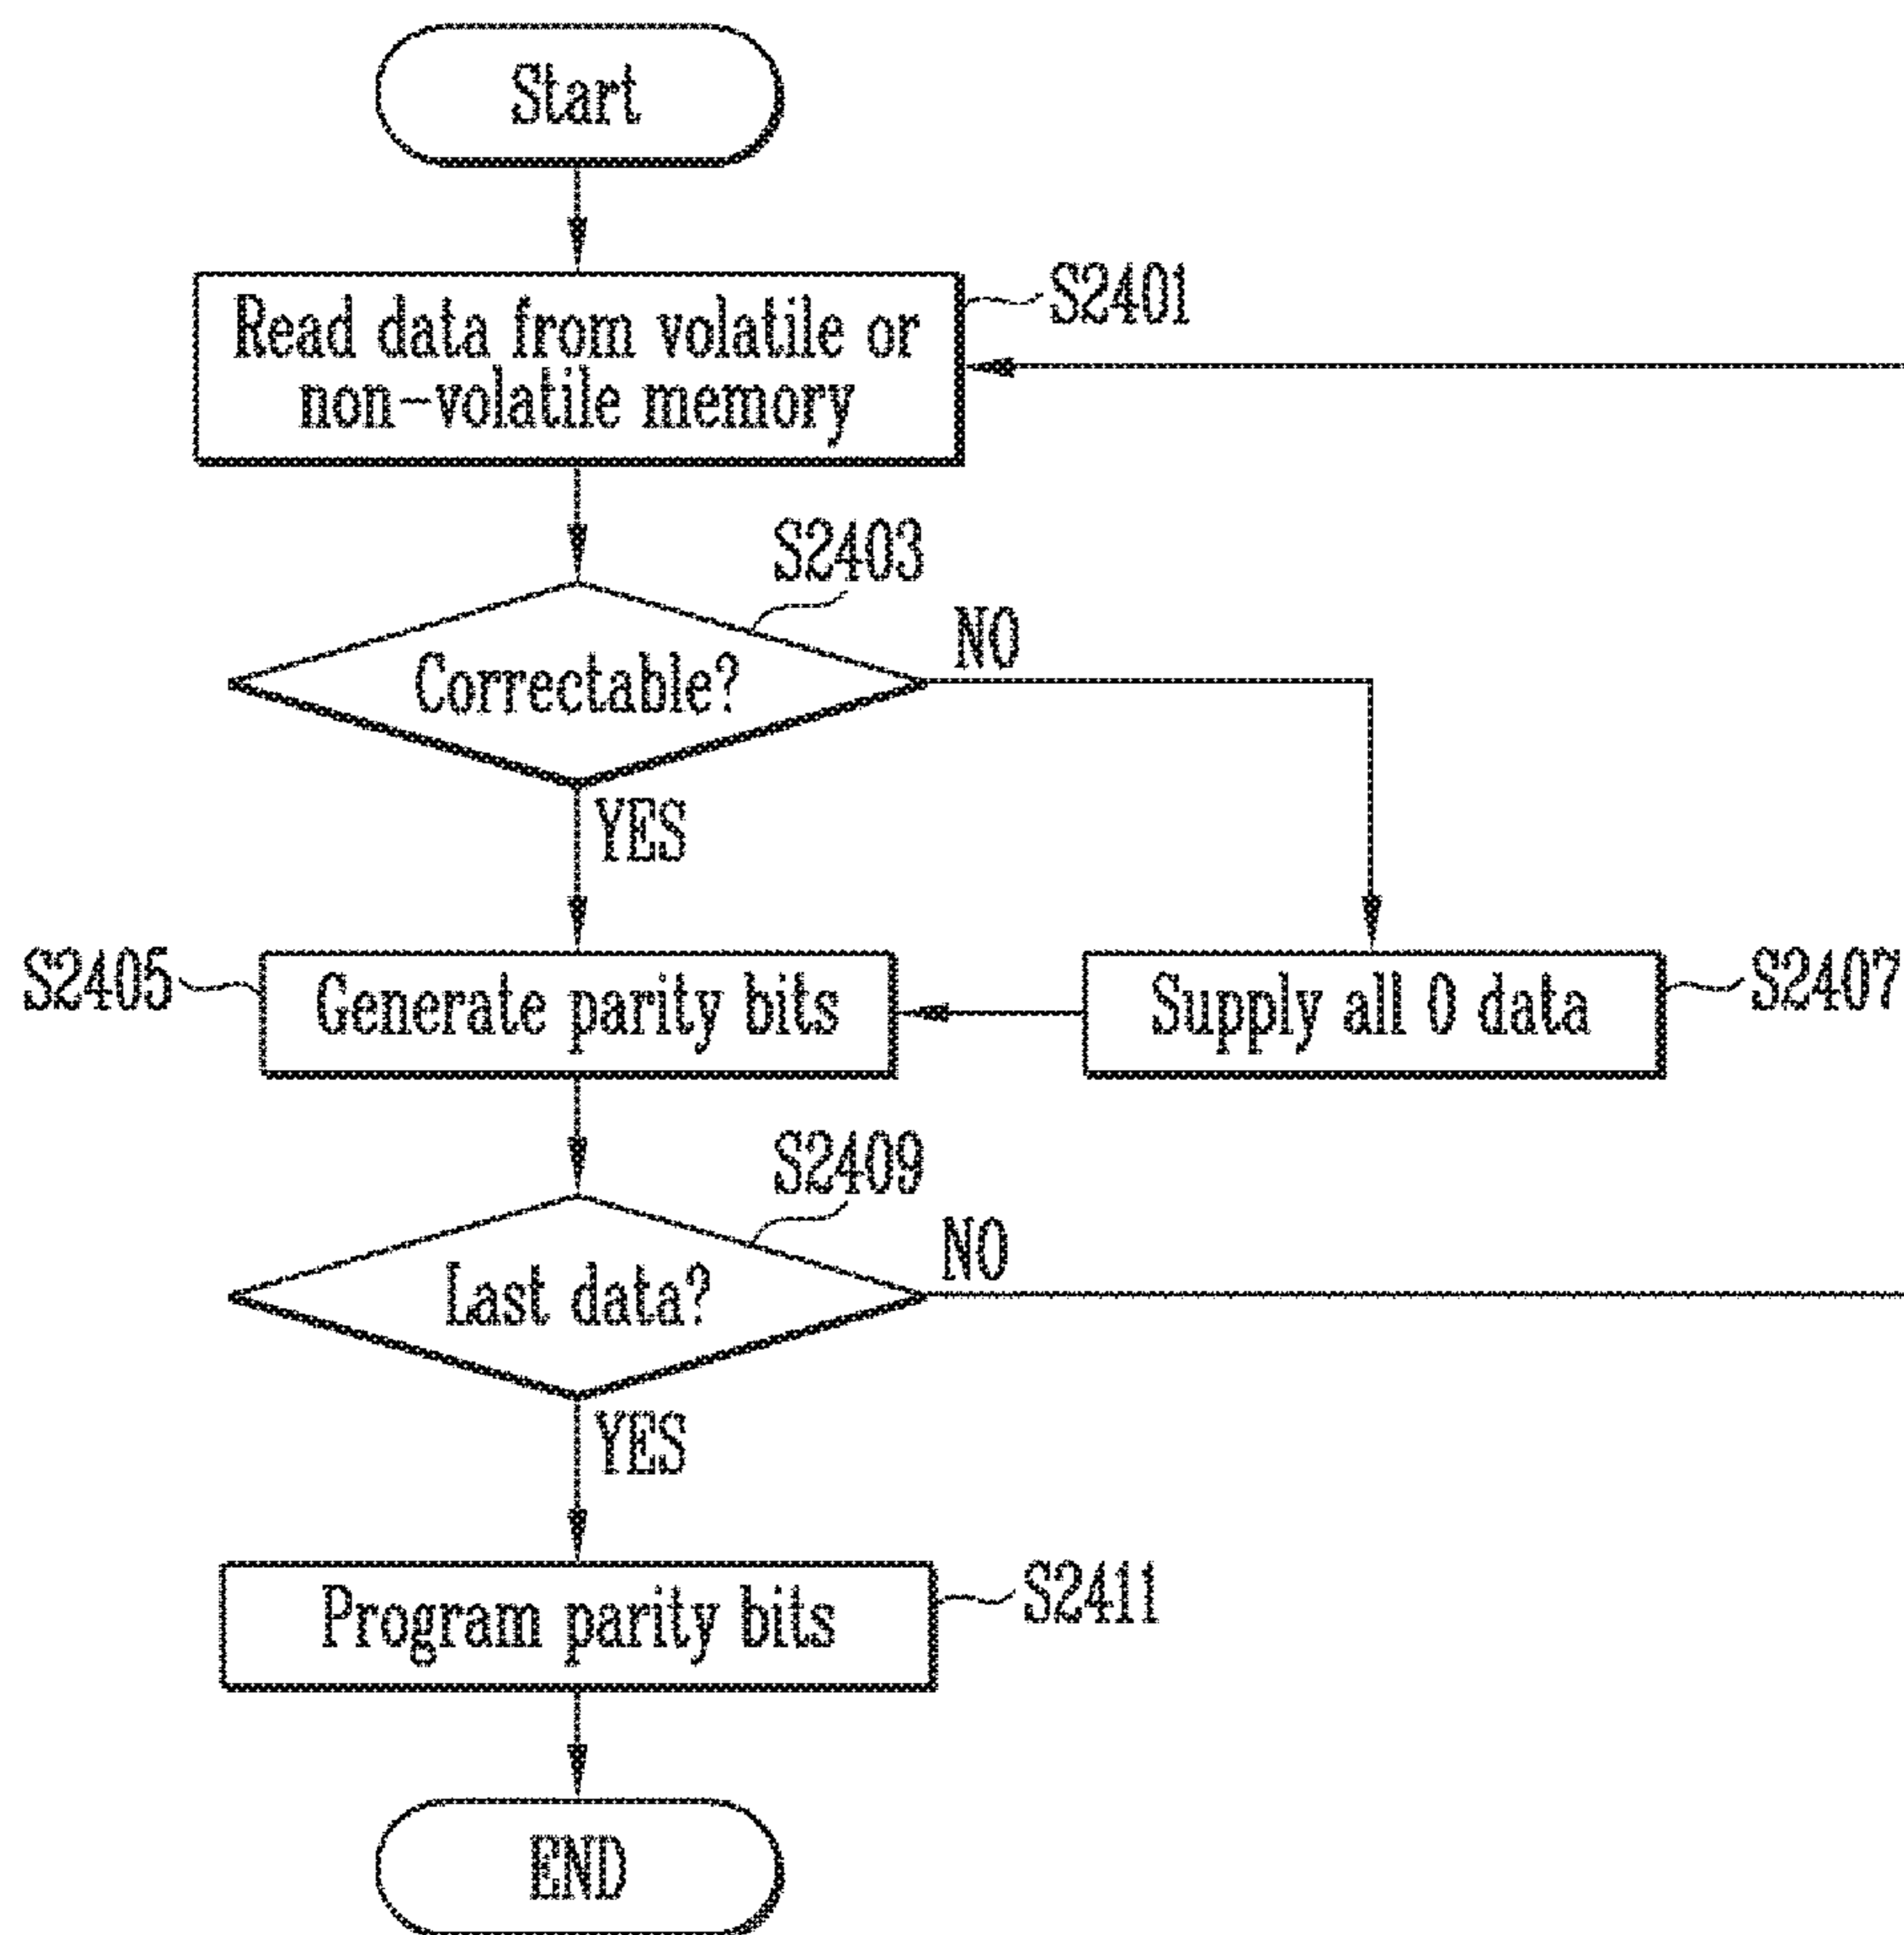 Start
Read data from volatile or
non-volatile memory
S2401
S2403
Correctable?
NO
YES
S2405
Generate parity bits
Supply all 0 data
S2407
S2409
Last data?
NO
YES
Program parity bits
S2411
END